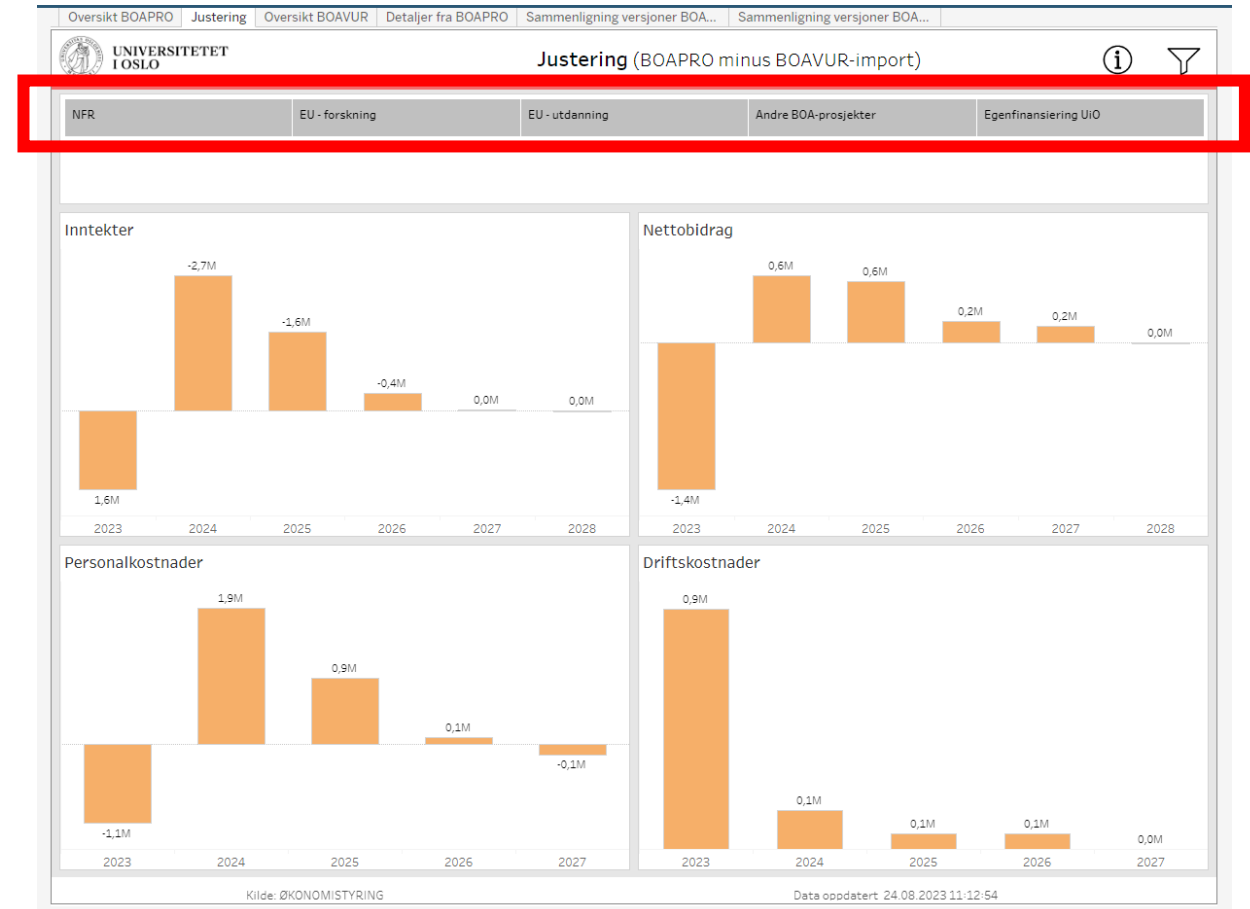 Oversikt BOAPRO Justering Oversikt BOAVUR Detaljer fra BOAPRO Sammenligning versjoner BOA... Sammenligning versjoner BOA...
UNIVERSITETET
I OSLO
Justering (BOAPRO minus BOAVUR-import)
NFR EU - forskning EU - utdanning Andre BOA-prosjekter Egenfinansiering UiO
Inntekter
-2,7M
-1,6M
-0,4M
0,0M 0,0M
1,6M
2023 2024 2025 2026 2027 2028
Nettobidrag
0,6M 0,6M
0,2M 0,2M
0,0M
-1,4M
2023 2024 2025 2026 2027 2028
Personalkostnader
1,9M
0,9M
0,1M
-0,1M
-1,1M
2023 2024 2025 2026 2027
Driftskostnader
0,9M
0,1M
0,1M 0,1M
0,0M
2023 2024 2025 2026 2027
Kilde: ØKONOMISTYRING Data oppdatert 24.08.2023 11:12:54